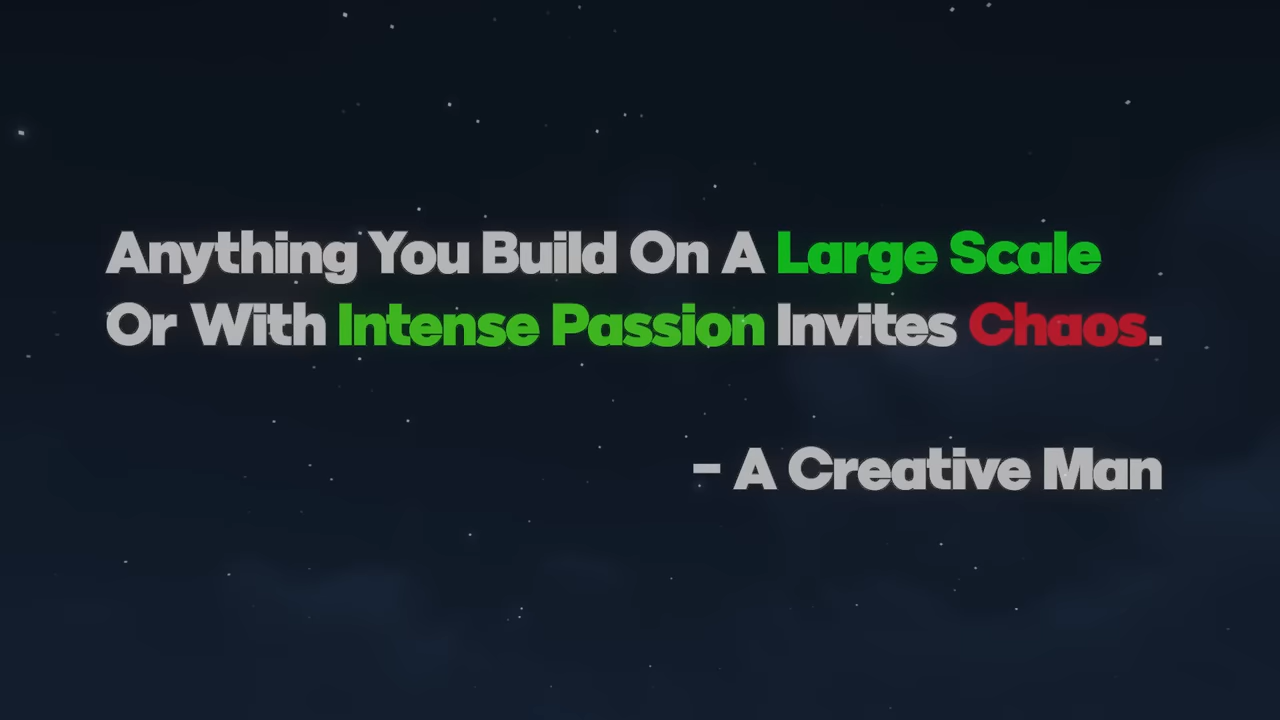 Anything You Build On A Large Scale
Or With Intense Passion Invites Chaos.
– A Creative Man